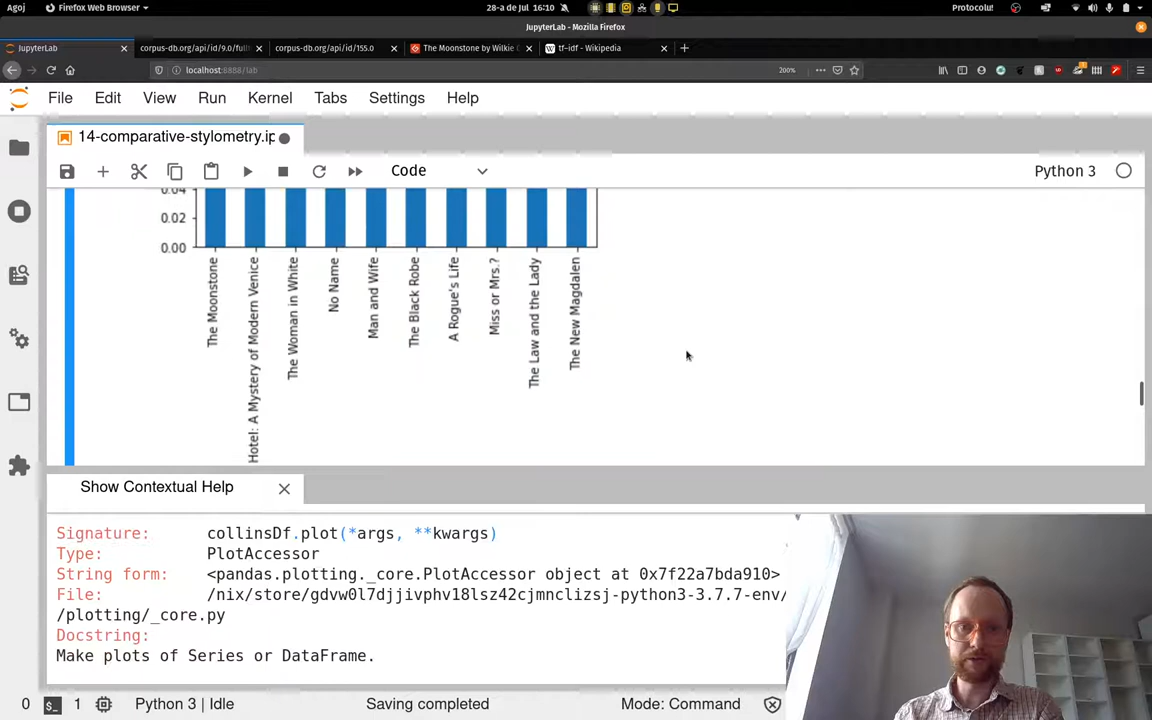 Agoj
Firefox Web Browser
28-a de Jul 16:10
Protocolu!
JupyterLab - Mozilla Firefox
JupyterLab
corpus-db.org/api/id/9.0/full
corpus-db.org/api/id/155.0
The Moonstone by Wilkie C
tf-idf - Wikipedia
localhost:8888/lab
200%
File Edit View Run Kernel Tabs Settings Help
14-comparative-stylometry.ip
Code
Python 3
0.04
0.02
0.00
The Moonstone
Hotel: A Mystery of Modern Venice
The Woman in White
No Name
Man and Wife
The Black Robe
A Rogue's Life
Miss or Mrs.?
The Law and the Lady
The New Magdalen
Show Contextual Help
Signature: collinsDf.plot(*args, **kwargs)
Type: PlotAccessor
String form: <pandas.plotting._core.PlotAccessor object at 0x7f22a7bda910>
File: /nix/store/gdvw0l7djjivphv18lsz42cjmnclizsj-python3-3.7.7-env/
/plotting/_core.py
Docstring:
Make plots of Series or DataFrame.
0 $_ 1 Python 3 | Idle Saving completed Mode: Command